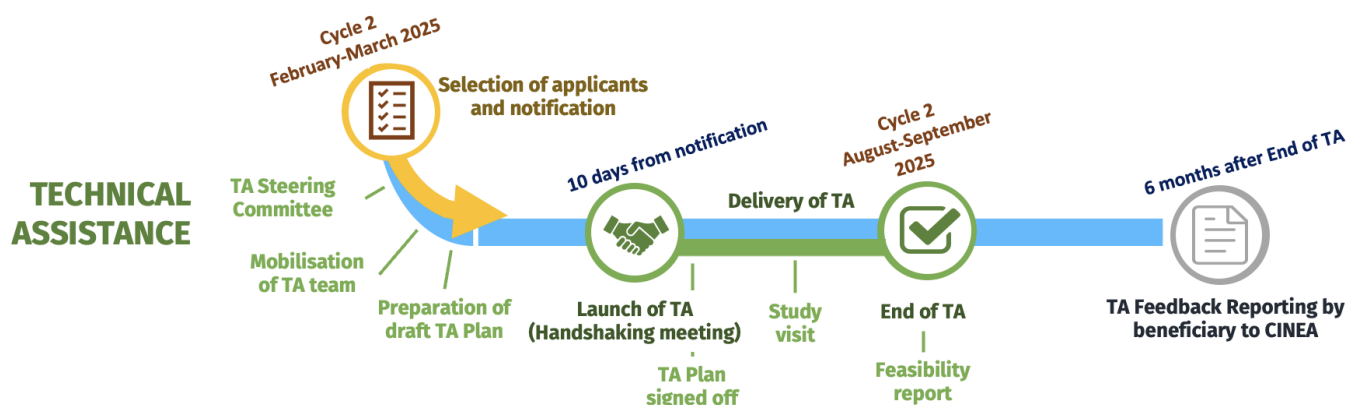 TECHNICAL
ASSISTANCE
Cycle 2
February-March 2025
Selection of applicants
and notification
TA Steering
Committee
Mobilisation
of TA team
Preparation of
draft TA Plan
10 days from notification
Launch of TA
(Handshaking meeting)
TA Plan
signed off
Delivery of TA
Study
visit
Cycle 2
August-September
2025
End of TA
Feasibility
report
6 months after End of TA
TA Feedback Reporting by
beneficiary to CINEA